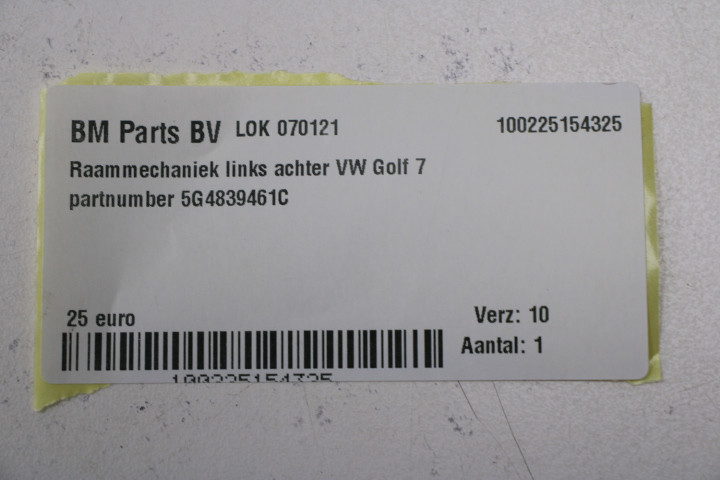 BM Parts BV LOK 070121 100225154325
Raammechaniek links achter VW Golf 7
partnumber 5G4839461C
25 euro Verz: 10
Aantal: 1
100225154325